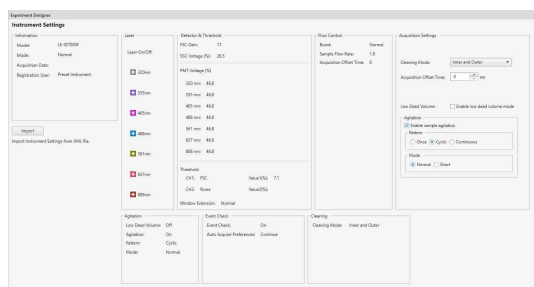 Experiment Designer
Instrument Settings
Information
Model: LE-ID7000F
Mode: Normal
Acquisition Date:
Registration User: Preset Instrument
Import
Import Instrument Settings from XML file.
Laser
Laser On/Off:
320nm
355nm
405nm
488nm
561nm
637nm
808nm
Detector & Threshold
FSC Gain: 17
SSC Voltage (%): 26.5
PMT Voltage (%)
320 nm: 46.8
355 nm: 46.8
405 nm: 46.8
488 nm: 46.8
561 nm: 46.8
637 nm: 46.8
808 nm: 46.8
Threshold
CH1: FSC Value1(%): 7.1
CH2: None Value2(%):
Window Extension: Normal
Flow Control
Boost: Normal
Sample Flow Rate: 1.0
Acquisition Offset Time: 0
Acquisition Settings
Cleaning Mode: Inner and Outer
Acquisition Offset Time: 0 sec
Low Dead Volume: Enable low dead volume mode
Agitation
Enable sample agitation
Pattern
Once Cyclic Continuous
Mode
Normal Short
Agitation
Low Dead Volume: Off
Agitation: On
Pattern: Cyclic
Mode: Normal
Event Check
Event Check: On
Auto Acquire Preferences: Continue
Cleaning
Cleaning Mode: Inner and Outer